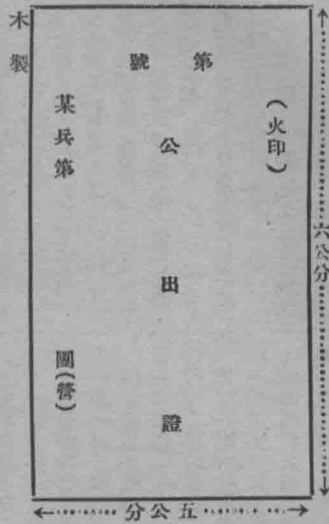 六公分
(火印)
第　號
公出證
某兵第　團(營)
木製
五公分